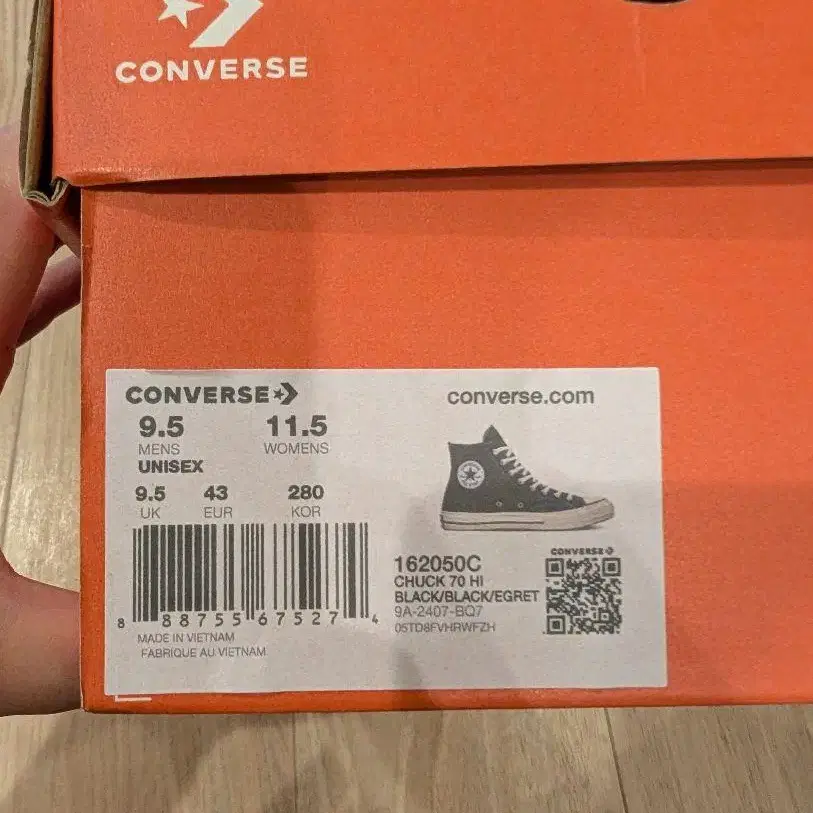 CONVERSE
CONVERSE
converse.com
9.5 11.5
MENS WOMENS
UNISEX
9.5 43 280
UK EUR KOR
8 88755 67527 4
MADE IN VIETNAM
FABRIQUE AU VIETNAM
162050C
CHUCK 70 HI
BLACK/BLACK/EGRET
9A-2407-BQ7
05TD8FVHRWFZH
CONVERSE